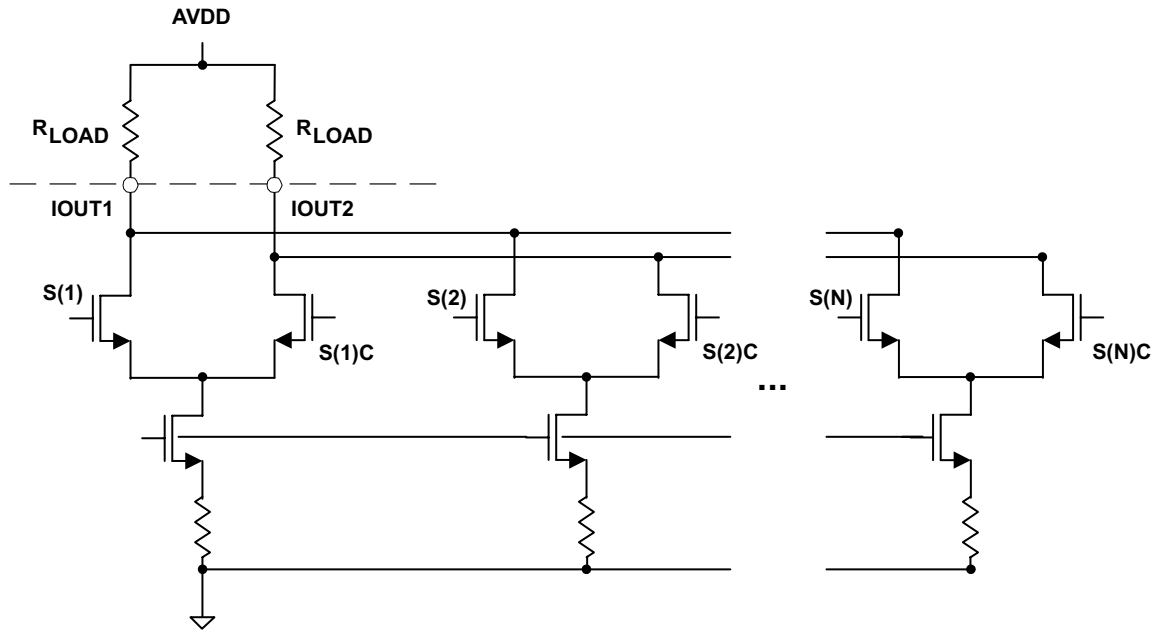 AVDD
RLOAD
RLOAD
IOUT1
IOUT2
S(1)
S(1)C
S(2)
S(2)C
...
S(N)
S(N)C